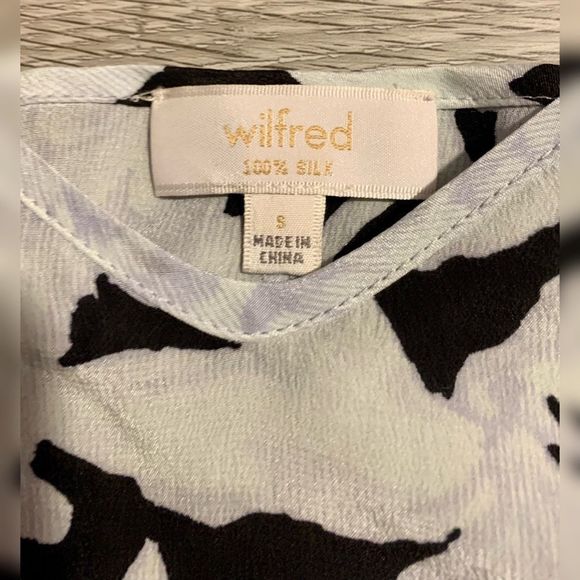 wilfred
100% SILK
S
MADE IN
CHINA